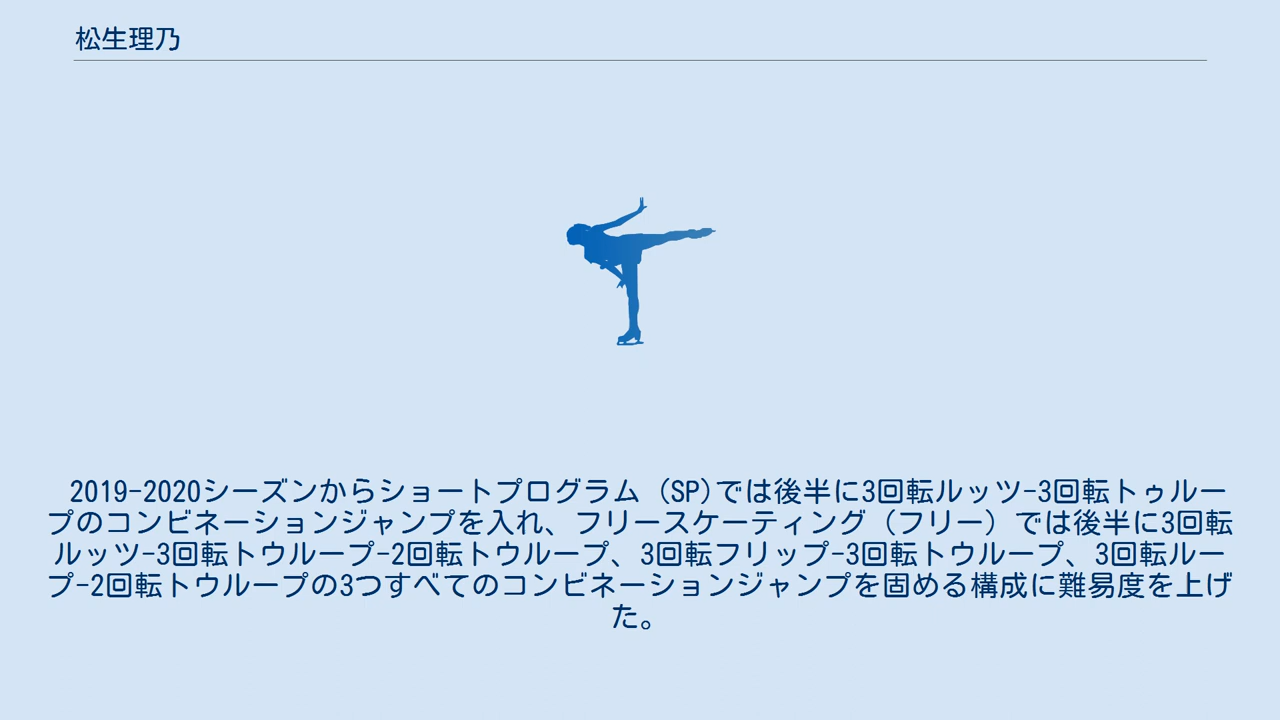 松生理乃
2019-2020シーズンからショートプログラム（SP)では後半に3回転ルッツ-3回転トゥルー
プのコンビネーションジャンプを入れ、フリースケーティング（フリー）では後半に3回転
ルッツ-3回転トウループ-2回転トウループ、3回転フリップ-3回転トウループ、3回転ルー
プ-2回転トウループの3つすべてのコンビネーションジャンプを固める構成に難易度を上げ
た。